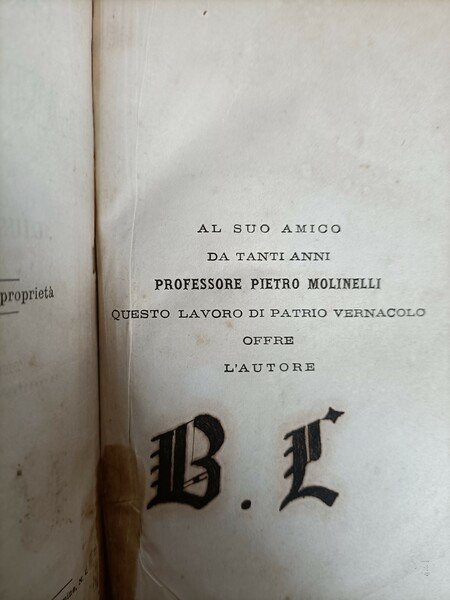 proprietà
AL SUO AMICO
DA TANTI ANNI
PROFESSORE PIETRO MOLINELLI
QUESTO LAVORO DI PATRIO VERNACOLO
OFFRE
L'AUTORE
B. L